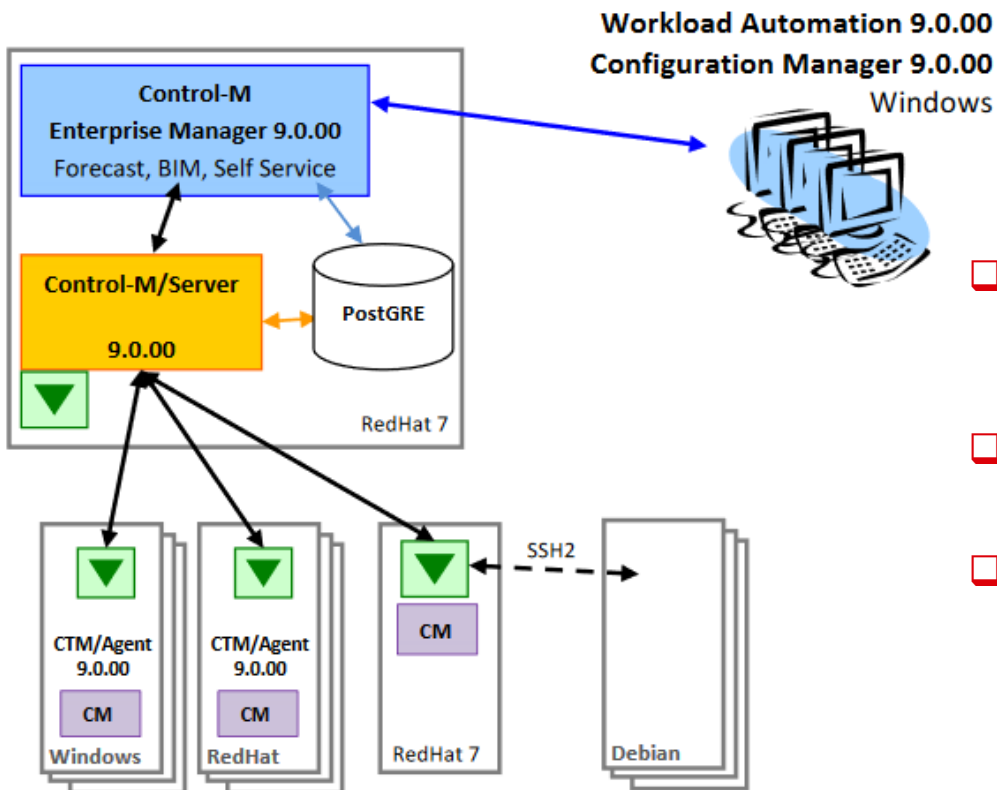 Workload Automation 9.0.00
Configuration Manager 9.0.00
Windows
Control-M
Enterprise Manager 9.0.00
Forecast, BIM, Self Service
Control-M/Server
9.0.00
PostGRE
RedHat 7
SSH2
CTM/Agent
9.0.00
CM
Windows
CTM/Agent
9.0.00
CM
RedHat
CM
RedHat 7
Debian